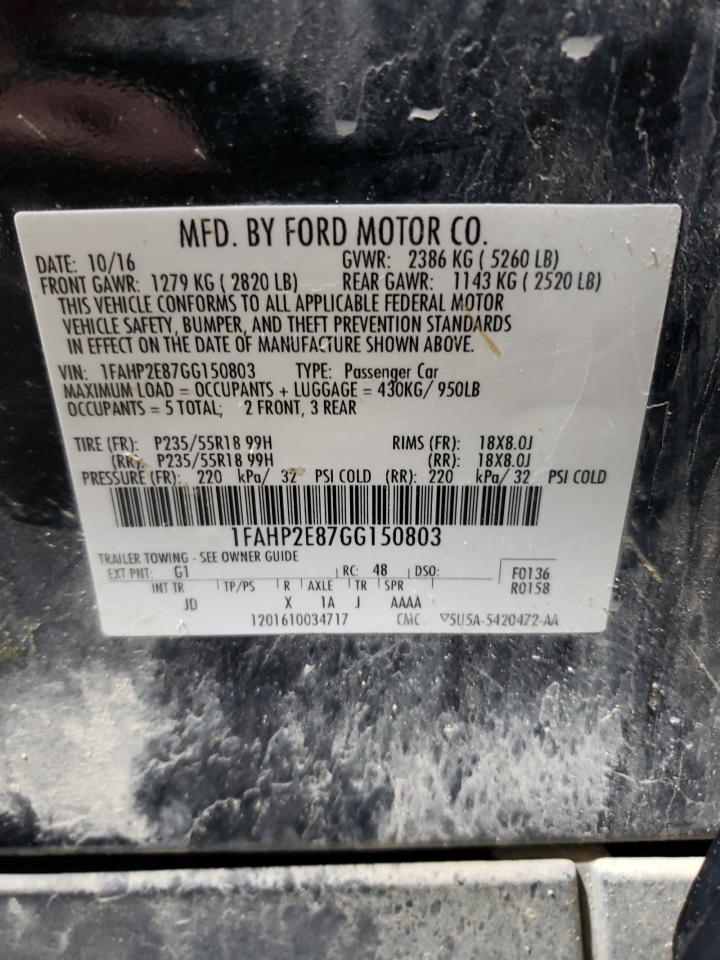 MFD. BY FORD MOTOR CO.
DATE: 10/16 GVWR: 2386 KG ( 5260 LB)
FRONT GAWR: 1279 KG ( 2820 LB) REAR GAWR: 1143 KG ( 2520 LB)
THIS VEHICLE CONFORMS TO ALL APPLICABLE FEDERAL MOTOR
VEHICLE SAFETY, BUMPER, AND THEFT PREVENTION STANDARDS
IN EFFECT ON THE DATE OF MANUFACTURE SHOWN ABOVE.
VIN: 1FAHP2E87GG150803 TYPE: Passenger Car
MAXIMUM LOAD = OCCUPANTS + LUGGAGE = 430KG/ 950LB
OCCUPANTS = 5 TOTAL; 2 FRONT, 3 REAR
TIRE (FR): P235/55R18 99H RIMS (FR): 18X8.0J
(RR): P235/55R18 99H (RR): 18X8.0J
PRESSURE (FR): 220 kPa/ 32 PSI COLD (RR): 220 kPa/ 32 PSI COLD
1FAHP2E87GG150803
TRAILER TOWING - SEE OWNER GUIDE
EXT PNT: G1 RC: 48 DSO: F0136
INT TR TP/PS R AXLE TR SPR R0158
JD X 1A J AAAA
1201610034717 CMC ▽5U5A-5420472-AA